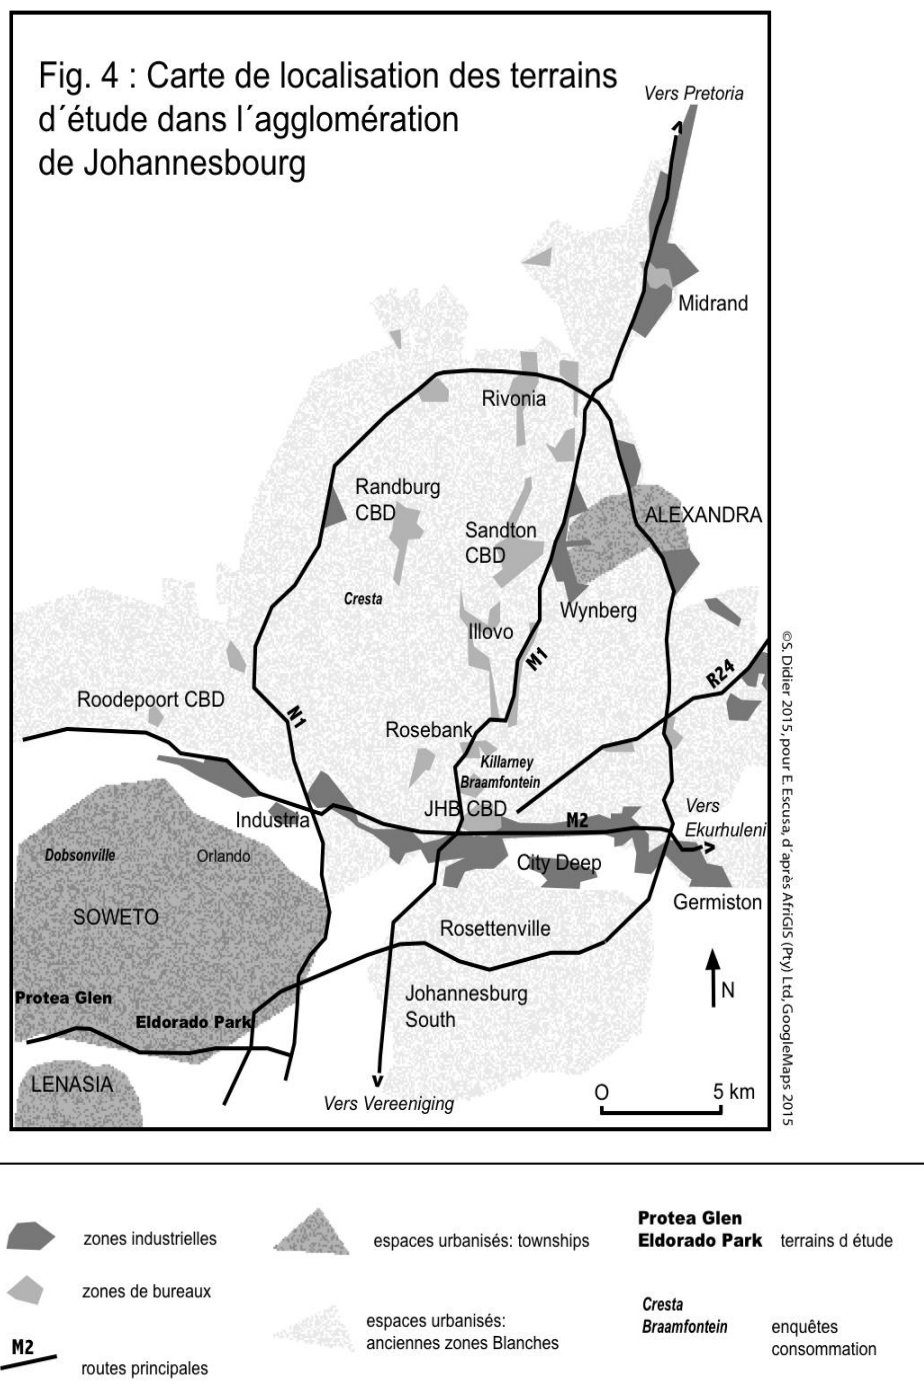 Fig. 4 : Carte de localisation des terrains
d´étude dans l´agglomération
de Johannesbourg
Vers Pretoria
Midrand
Rivonia
Randburg
CBD
Sandton
CBD
ALEXANDRA
Cresta
Wynberg
Illovo
M1
R24
Roodepoort CBD
N1
Rosebank
Killarney
Braamfontein
JHB CBD
M2
Vers
Ekurhuleni
Industria
Dobsonville
Orlando
City Deep
Germiston
SOWETO
Rosettenville
N
Protea Glen
Eldorado Park
Johannesburg
South
LENASIA
Vers Vereeniging
O
5 km
©S. Didier 2015, pour E. Escusa, d´après AfriGIS (Pty) Ltd, GoogleMaps 2015
zones industrielles
espaces urbanisés: townships
Protea Glen
Eldorado Park
terrains d étude
zones de bureaux
espaces urbanisés:
anciennes zones Blanches
Cresta
Braamfontein
enquêtes
consommation
M2
routes principales